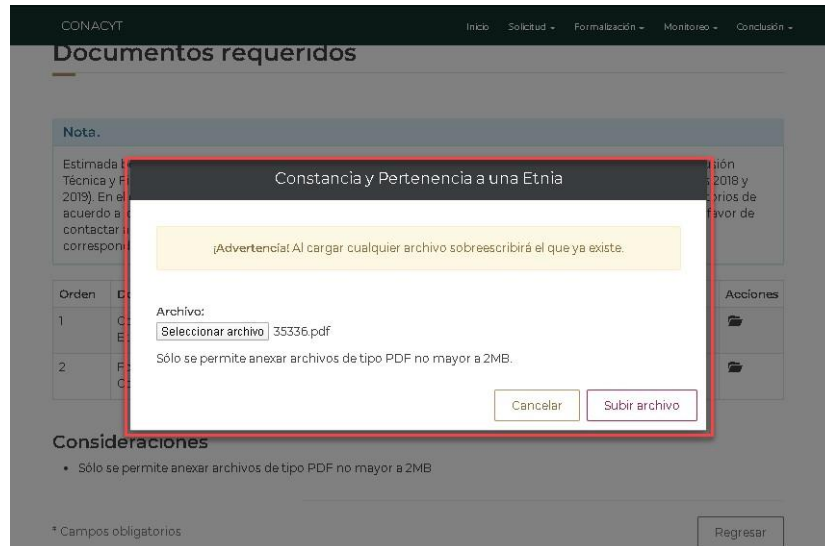 CONACYT Inicio Solicitud Formalización Monitoreo Conclusión
Documentos requeridos
Nota.
Estimada
Técnica y
2019). En el
acuerdo a
contactar
2018 y
de
favor de
Constancia y Pertenencia a una Etnia
¡Advertencia! Al cargar cualquier archivo sobreescribirá el que ya existe.
Orden Acciones
1
2
Archivo:
Seleccionar archivo 35336.pdf
Sólo se permite anexar archivos de tipo PDF no mayor a 2MB.
Cancelar Subir archivo
Consideraciones
• Sólo se permite anexar archivos de tipo PDF no mayor a 2MB
* Campos obligatorios Regresar